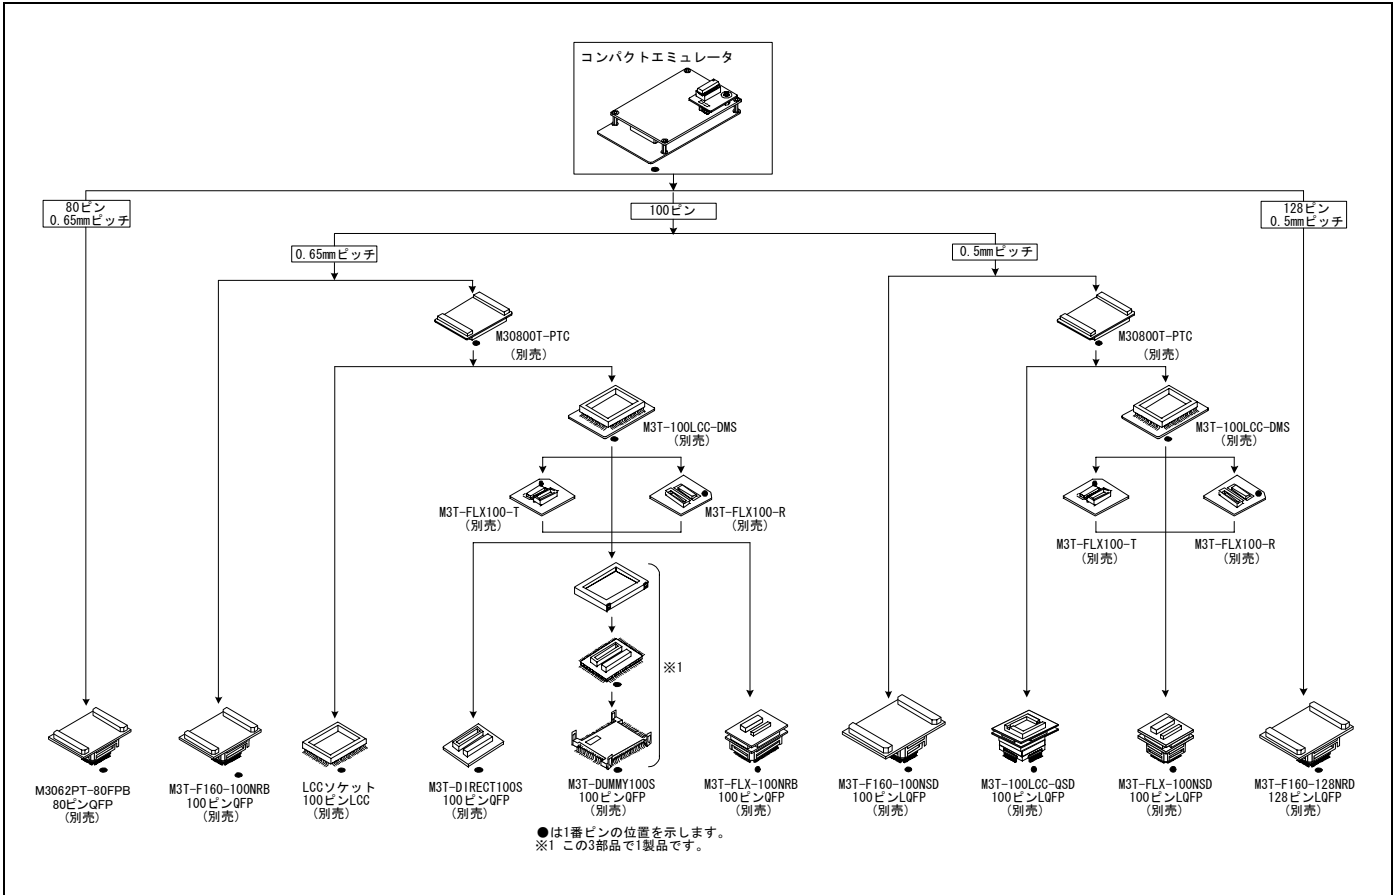 コンパクトエミュレータ
80ピン
0.65mmピッチ
100ピン
128ピン
0.5mmピッチ
0.65mmピッチ
0.5mmピッチ
M30800T-PTC
(別売)
M30800T-PTC
(別売)
M3T-100LCC-DMS
(別売)
M3T-100LCC-DMS
(別売)
M3T-FLX100-T
(別売)
M3T-FLX100-R
(別売)
M3T-FLX100-T
(別売)
M3T-FLX100-R
(別売)
※1
M3062PT-80FPB
80ピンQFP
(別売)
M3T-F160-100NRB
100ピンQFP
(別売)
LCCソケット
100ピンLCC
(別売)
M3T-DIRECT100S
100ピンQFP
(別売)
M3T-DUMMY100S
100ピンQFP
(別売)
M3T-FLX-100NRB
100ピンQFP
(別売)
M3T-F160-100NSD
100ピンLQFP
(別売)
M3T-100LCC-QSD
100ピンLQFP
(別売)
M3T-FLX-100NSD
100ピンLQFP
(別売)
M3T-F160-128NRD
128ピンLQFP
(別売)
●は1番ピンの位置を示します。
※1 この3部品で1製品です。